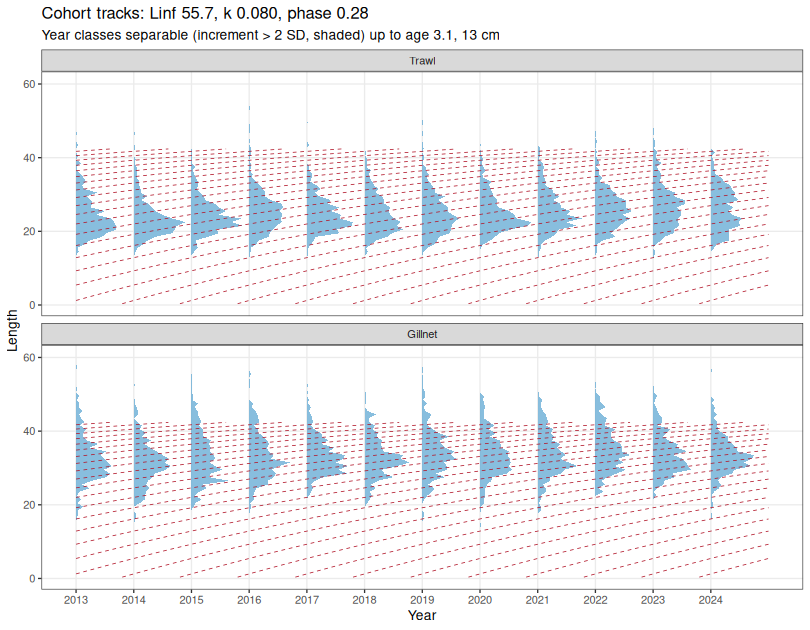 Cohort tracks: Linf 55.7, k 0.080, phase 0.28
Year classes separable (increment > 2 SD, shaded) up to age 3.1, 13 cm
Trawl
60
40
20
0
Length
Gillnet
60
40
20
0
2013 2014 2015 2016 2017 2018 2019 2020 2021 2022 2023 2024
Length Year